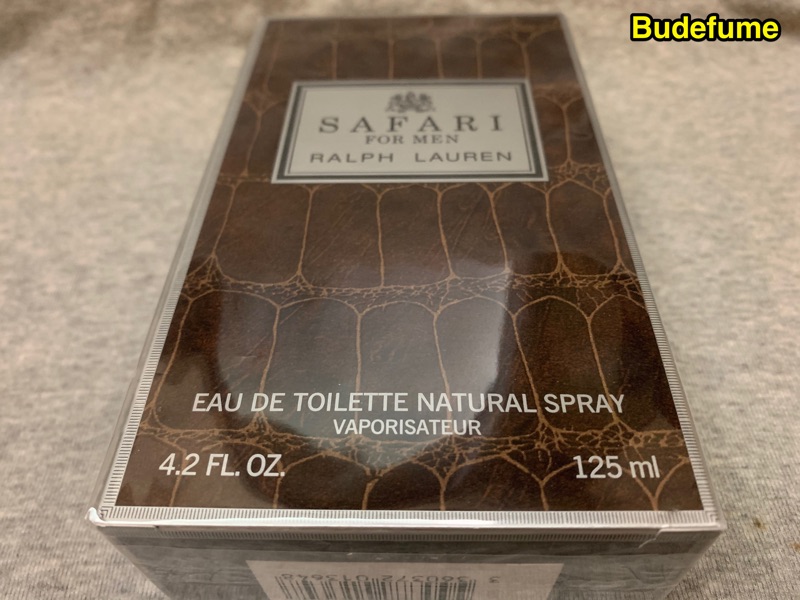 Budefume
SAFARI
FOR MEN
RALPH LAUREN
EAU DE TOILETTE NATURAL SPRAY
VAPORISATEUR
4.2 FL. OZ. 125 ml